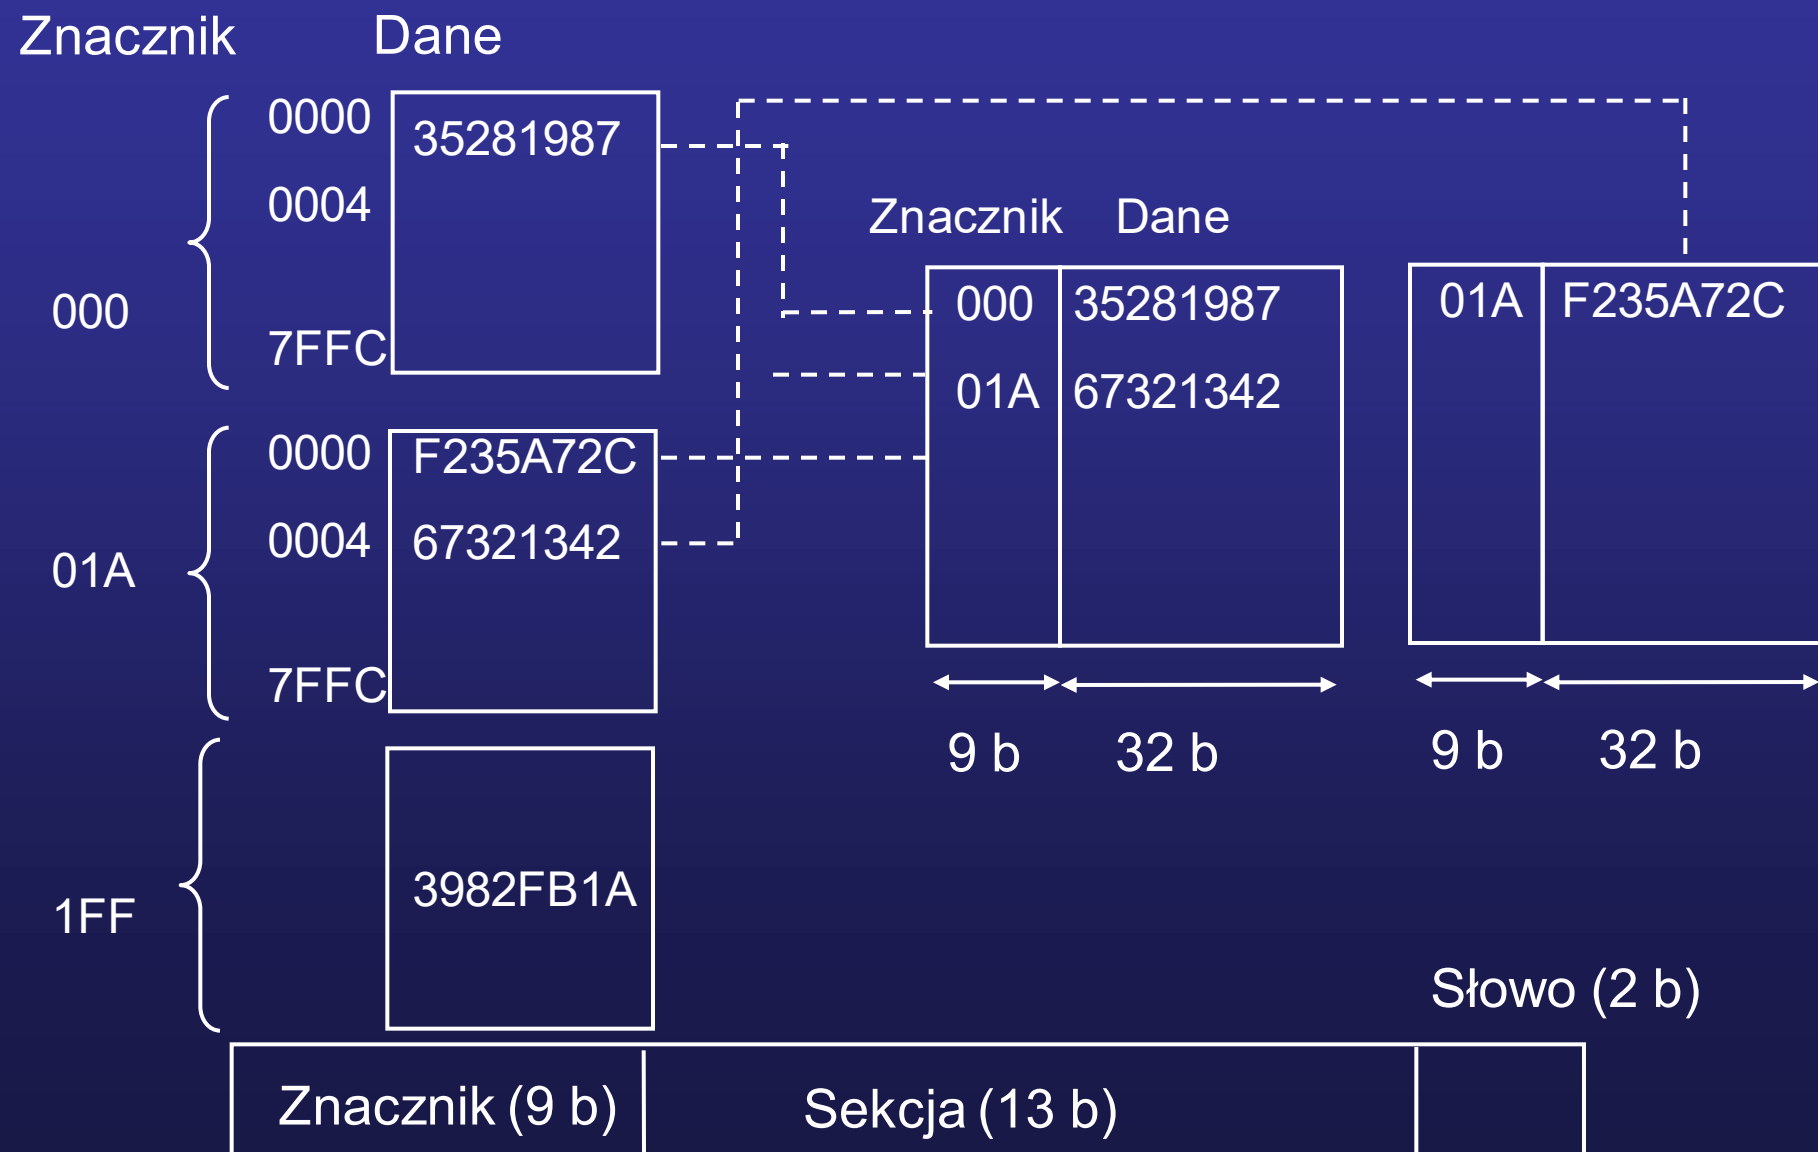 Znacznik Dane
0000 35281987
0004
000
7FFC
0000 F235A72C
0004 67321342
01A
7FFC
3982FB1A
1FF
Znacznik Dane
000 35281987
01A 67321342
9 b 32 b
01A F235A72C
9 b 32 b
Słowo (2 b)
Znacznik (9 b) Sekcja (13 b)